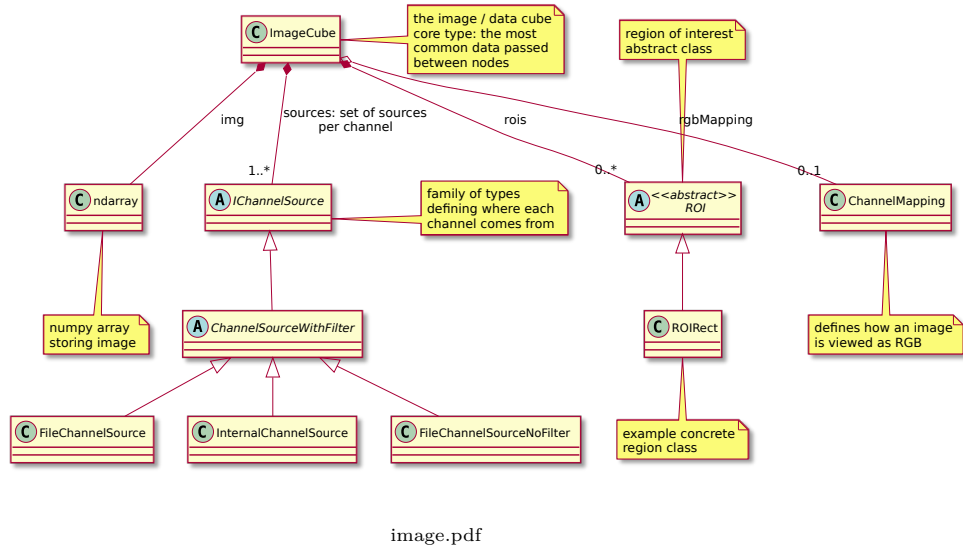 C ImageCube
the image / data cube
core type: the most
common data passed
between nodes
region of interest
abstract class
img
sources: set of sources
per channel
rois
rgbMapping
1..*
0..*
0..1
C ndarray
A IChannelSource
family of types
defining where each
channel comes from
A <<abstract>>
ROI
C ChannelMapping
numpy array
storing image
A ChannelSourceWithFilter
C ROIRect
defines how an image
is viewed as RGB
C FileChannelSource
C InternalChannelSource
C FileChannelSourceNoFilter
example concrete
region class
image.pdf